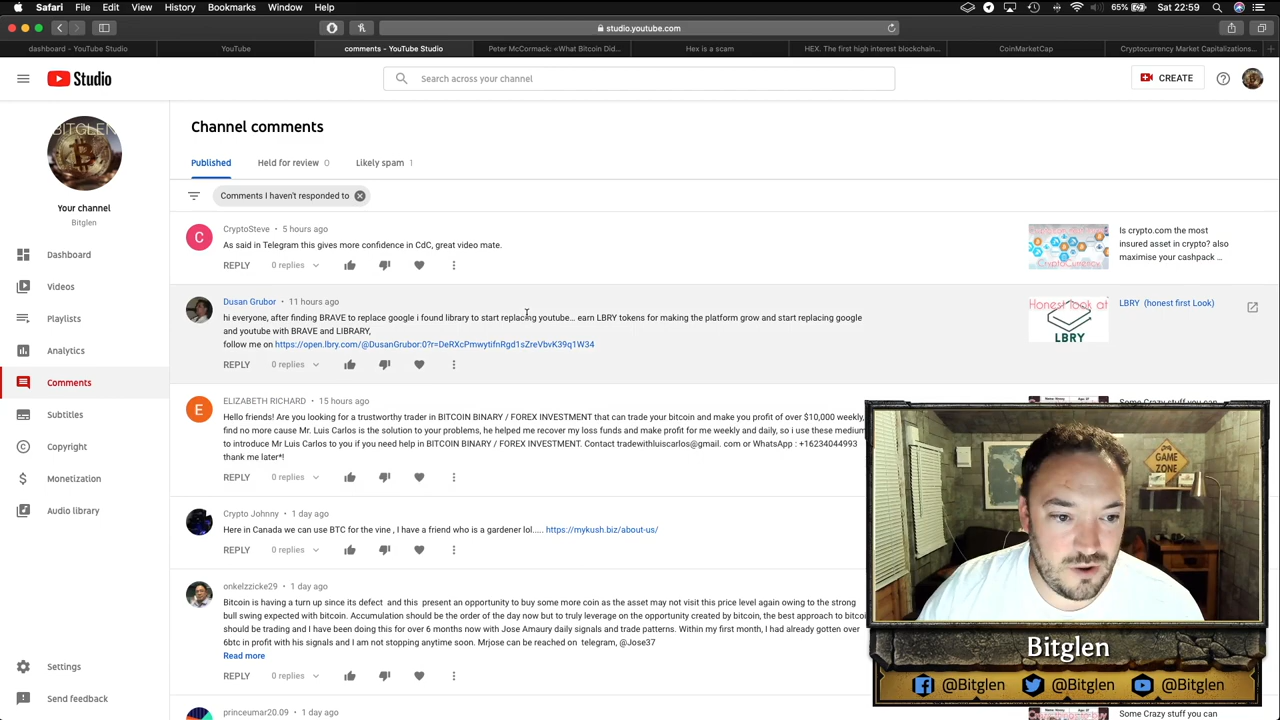 Safari File Edit View History Bookmarks Window Help
65% Sat 22:59
studio.youtube.com
dashboard - YouTube Studio
YouTube
comments - YouTube Studio
Peter McCormack: «What Bitcoin Did...
Hex is a scam
HEX. The first high interest blockchain...
CoinMarketCap
Cryptocurrency Market Capitalizations...
Studio
Search across your channel
CREATE
BITGLEN
Your channel
Bitglen
Dashboard
Videos
Playlists
Analytics
Comments
Subtitles
Copyright
Monetization
Audio library
Settings
Send feedback
Channel comments
Published
Held for review 0
Likely spam 1
Comments I haven't responded to
CryptoSteve • 5 hours ago
As said in Telegram this gives more confidence in CdC, great video mate.
REPLY 0 replies
Is crypto.com the most
insured asset in crypto? also
maximise your cashpack ...
Dusan Grubor • 11 hours ago
hi everyone, after finding BRAVE to replace google i found library to start replacing youtube... earn LBRY tokens for making the platform grow and start replacing google
and youtube with BRAVE and LIBRARY,
follow me on https://open.lbry.com/@DusanGrubor:0?r=DeRXcPmwytifnRgd1sZreVbvK39q1W34
REPLY 0 replies
Honest look at
LBRY
LBRY (honest first Look)
ELIZABETH RICHARD • 15 hours ago
Hello friends! Are you looking for a trustworthy trader in BITCOIN BINARY / FOREX INVESTMENT that can trade your bitcoin and make you profit of over $10,000 weekly,
find no more cause Mr. Luis Carlos is the solution to your problems, he helped me recover my loss funds and make profit for me weekly and daily, so i use these medium
to introduce Mr Luis Carlos to you if you need help in BITCOIN BINARY / FOREX INVESTMENT. Contact tradewithluiscarlos@gmail. com or WhatsApp : +16234044993
thank me later*!
REPLY 0 replies
Some Crazy stuff you can
Crypto Johnny • 1 day ago
Here in Canada we can use BTC for the vine , I have a friend who is a gardener lol..... https://mykush.biz/about-us/
REPLY 0 replies
onkelzzicke29 • 1 day ago
Bitcoin is having a turn up since its defect and this present an opportunity to buy some more coin as the asset may not visit this price level again owing to the strong
bull swing expected with bitcoin. Accumulation should be the order of the day now but to truly leverage on the opportunity created by bitcoin, the best approach to bitcoi
should be trading and I have been doing this for over 6 months now with Jose Amaury daily signals and trade patterns. Within my first month, I had already gotten over
6btc in profit with his signals and I am not stopping anytime soon. Mrjose can be reached on telegram, @Jose37
Read more
REPLY 0 replies
princeumar20.09 • 1 day ago
Some Crazy stuff you can
GAME
ZONE
Bitglen
@Bitglen @Bitglen @Bitglen